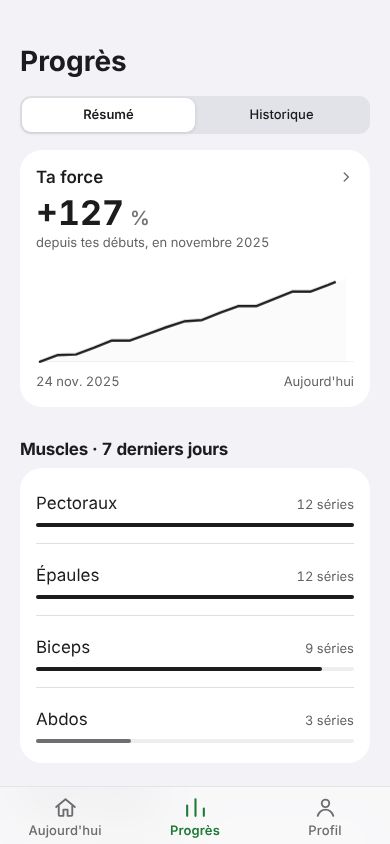 Progrès
Résumé
Historique
Ta force
+127 %
depuis tes débuts, en novembre 2025
24 nov. 2025
Aujourd'hui
Muscles · 7 derniers jours
Pectoraux
12 séries
Épaules
12 séries
Biceps
9 séries
Abdos
3 séries
Aujourd'hui
Progrès
Profil